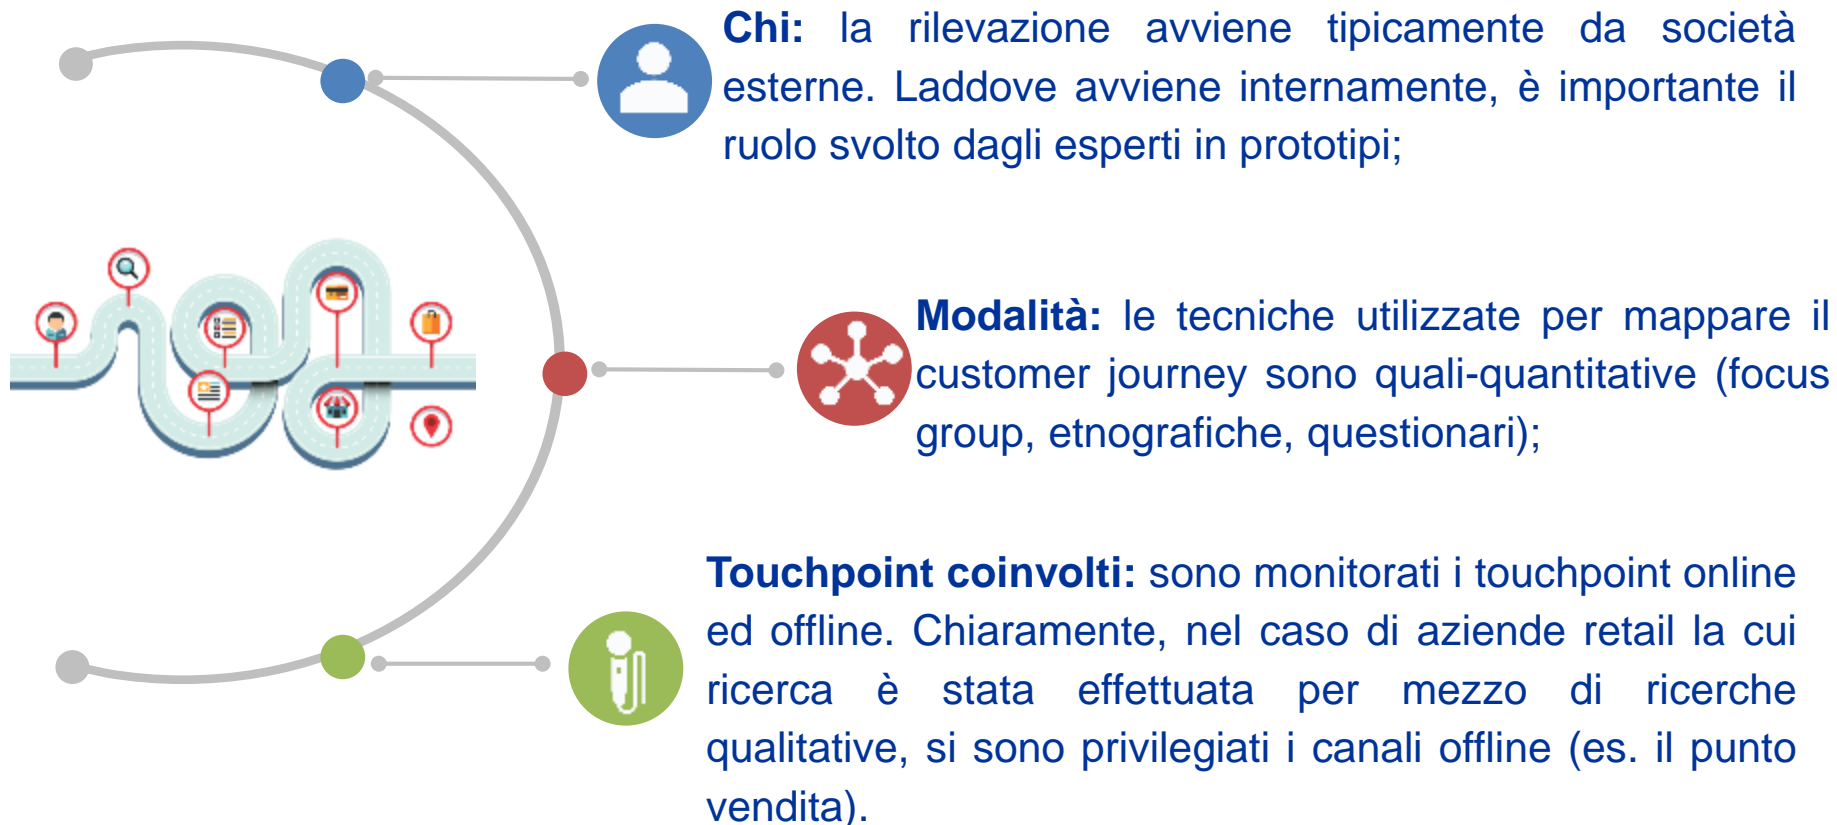 Chi: la rilevazione avviene tipicamente da società
esterne. Laddove avviene internamente, è importante il
ruolo svolto dagli esperti in prototipi;
Modalità: le tecniche utilizzate per mappare il
customer journey sono quali-quantitative (focus
group, etnografiche, questionari);
Touchpoint coinvolti: sono monitorati i touchpoint online
ed offline. Chiaramente, nel caso di aziende retail la cui
ricerca è stata effettuata per mezzo di ricerche
qualitative, si sono privilegiati i canali offline (es. il punto
vendita).